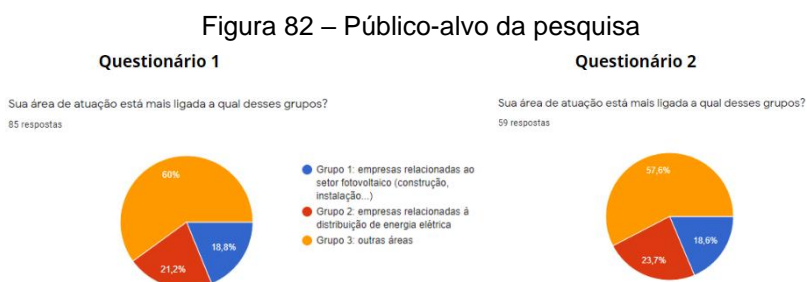 Figura 82 – Público-alvo da pesquisa
Questionário 1
Sua área de atuação está mais ligada a qual desses grupos?
85 respostas
60%
18,8%
21,2%
Grupo 1: empresas relacionadas ao
setor fotovoltaico (construção,
instalação...)
Grupo 2: empresas relacionadas à
distribuição de energia elétrica
Grupo 3: outras áreas
Questionário 2
Sua área de atuação está mais ligada a qual desses grupos?
59 respostas
57,6%
18,6%
23,7%